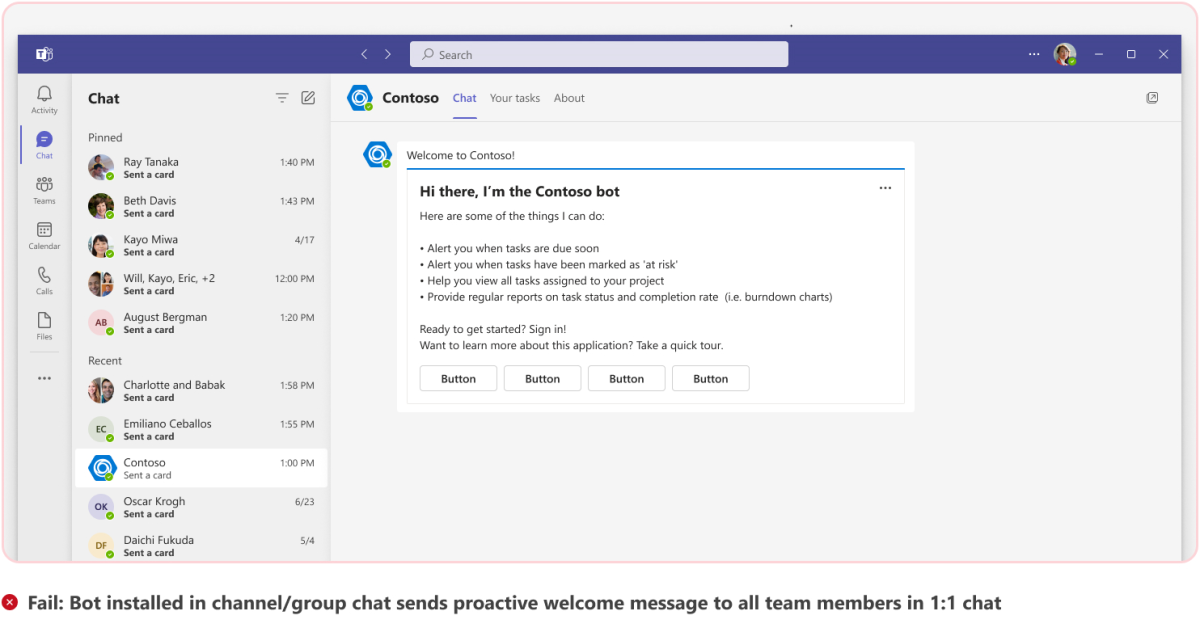 Search
Activity
Chat
Teams
Calendar
Calls
Files
Chat
Pinned
Ray Tanaka 1:40 PM
Sent a card
Beth Davis 1:43 PM
Sent a card
Kayo Miwa 4/17
Sent a card
Will, Kayo, Eric, +2 12:00 PM
Sent a card
AB August Bergman 1:20 PM
Sent a card
Recent
Charlotte and Babak 1:58 PM
Sent a card
EC Emiliano Ceballos 1:55 PM
Sent a card
Contoso 1:00 PM
Sent a card
OK Oscar Krogh 6/23
Sent a card
DF Daichi Fukuda 5/4
Sent a card
Contoso Chat Your tasks About
Welcome to Contoso!
Hi there, I’m the Contoso bot
Here are some of the things I can do:
• Alert you when tasks are due soon
• Alert you when tasks have been marked as 'at risk'
• Help you view all tasks assigned to your project
• Provide regular reports on task status and completion rate (i.e. burndown charts)
Ready to get started? Sign in!
Want to learn more about this application? Take a quick tour.
Button Button Button Button
Fail: Bot installed in channel/group chat sends proactive welcome message to all team members in 1:1 chat